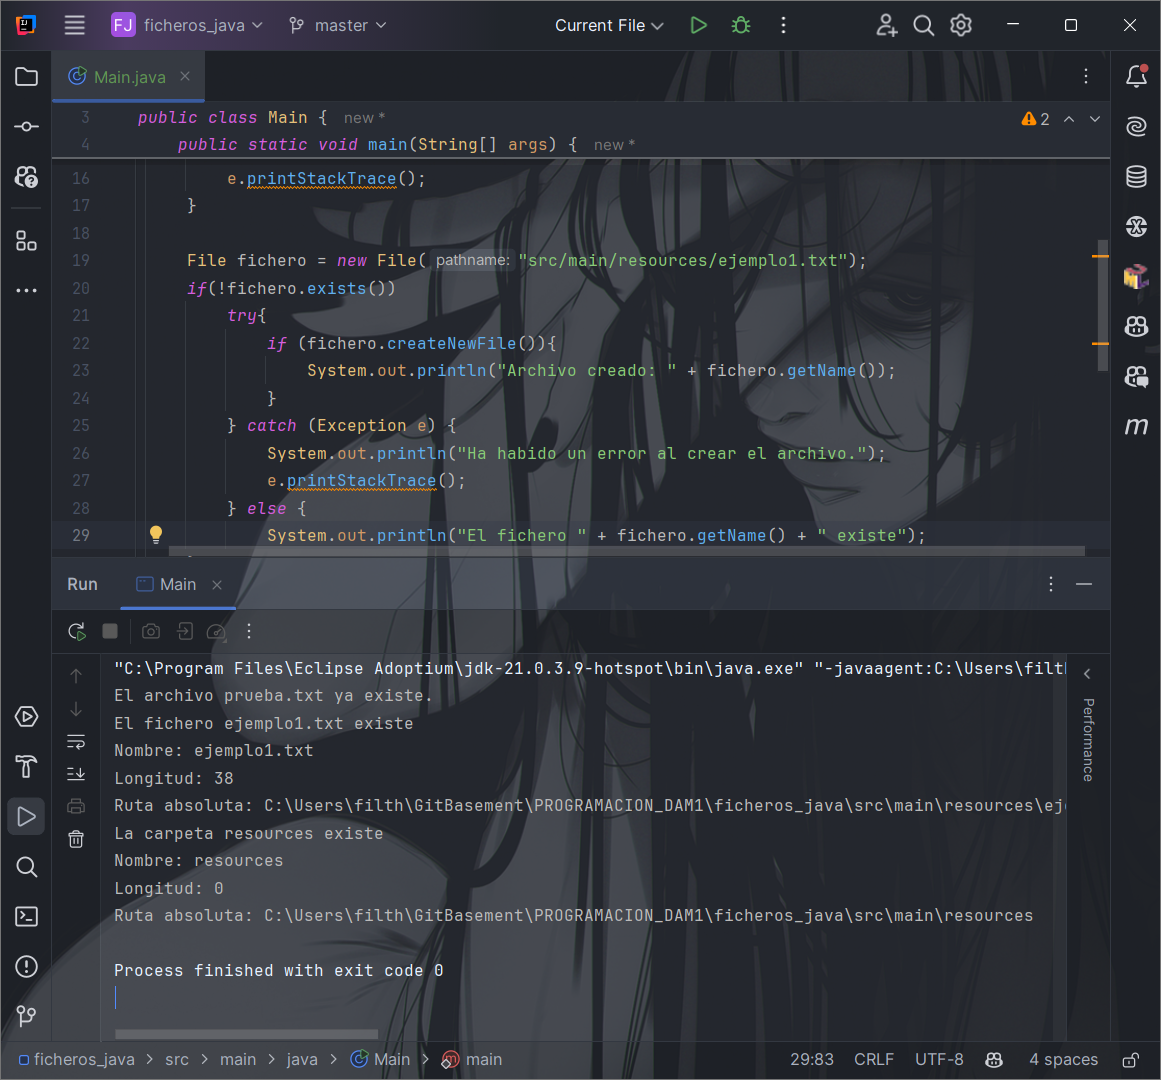 FJ ficheros_java master Current File
Main.java
3 public class Main { new *
2
4 public static void main(String[] args) { new *
16 e.printStackTrace();
17 }
18
19 File fichero = new File( pathname: "src/main/resources/ejemplo1.txt");
20 if(!fichero.exists())
21 try{
22 if (fichero.createNewFile()){
23 System.out.println("Archivo creado: " + fichero.getName());
24 }
25 } catch (Exception e) {
26 System.out.println("Ha habido un error al crear el archivo.");
27 e.printStackTrace();
28 } else {
29 System.out.println("El fichero " + fichero.getName() + " existe");
m
Run Main
"C:\Program Files\Eclipse Adoptium\jdk-21.0.3.9-hotspot\bin\java.exe" "-javaagent:C:\Users\filt
El archivo prueba.txt ya existe.
El fichero ejemplo1.txt existe
Nombre: ejemplo1.txt
Longitud: 38
Ruta absoluta: C:\Users\filth\GitBasement\PROGRAMACION_DAM1\ficheros_java\src\main\resources\ej
La carpeta resources existe
Nombre: resources
Longitud: 0
Ruta absoluta: C:\Users\filth\GitBasement\PROGRAMACION_DAM1\ficheros_java\src\main\resources
Process finished with exit code 0
Performance
ficheros_java > src > main > java > Main > m main 29:83 CRLF UTF-8 4 spaces